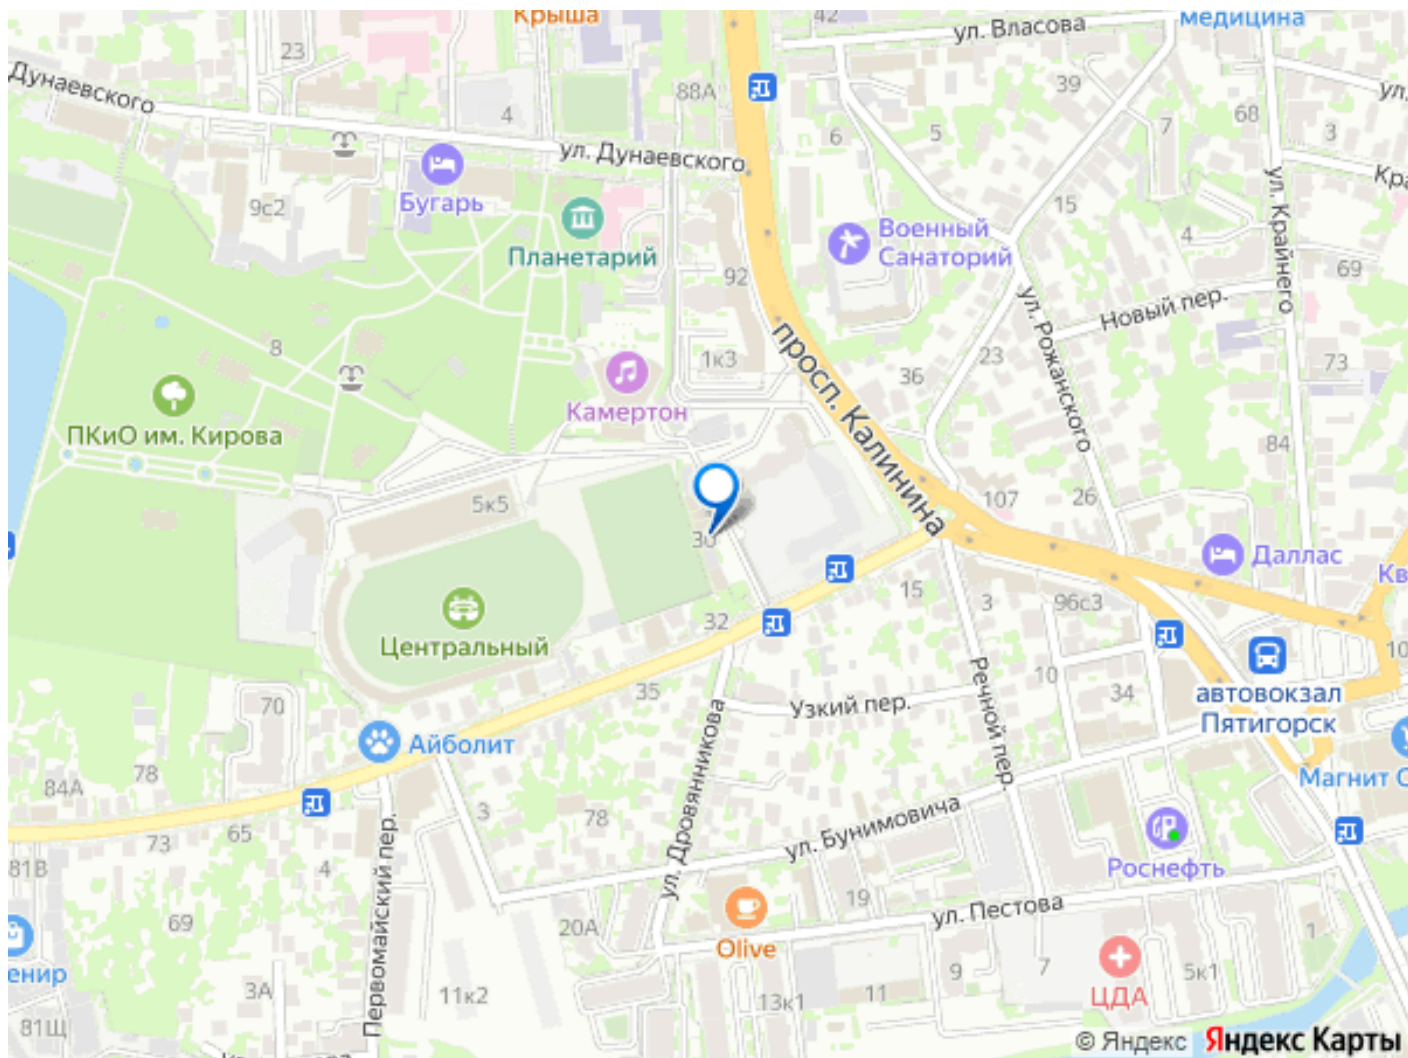 Крыша
42
медицина
ул. Власова
23
Дунаевского
88А
39
ул.
4
6
5
7
68
3
ул. Дунаевского
Кра
Бугарь
9с2
15
ул. Крайнего
Военный
Санаторий
4
Планетарий
69
92
ул. Рожанского
Новый пер.
просп. Калинина
8
1к3
23
73
36
Камертон
ПКиО им. Кирова
84
5к5
107
26
30
Даллас
Кв
15
3
96с3
32
Центральный
10
Речной пер.
10
35
34
автовокзал
Пятигорск
70
Узкий пер.
ул. Дровянникова
Айболит
78
84А
Магнит
3
78
ул. Бунимовича
65
73
Первомайский пер.
81В
4
Роснефть
19
ул. Пестова
69
20А
Olive
1
енир
9
7
5к1
3А
11к2
13к1
11
ЦДА
81Щ
© Яндекс Яндекс Карты